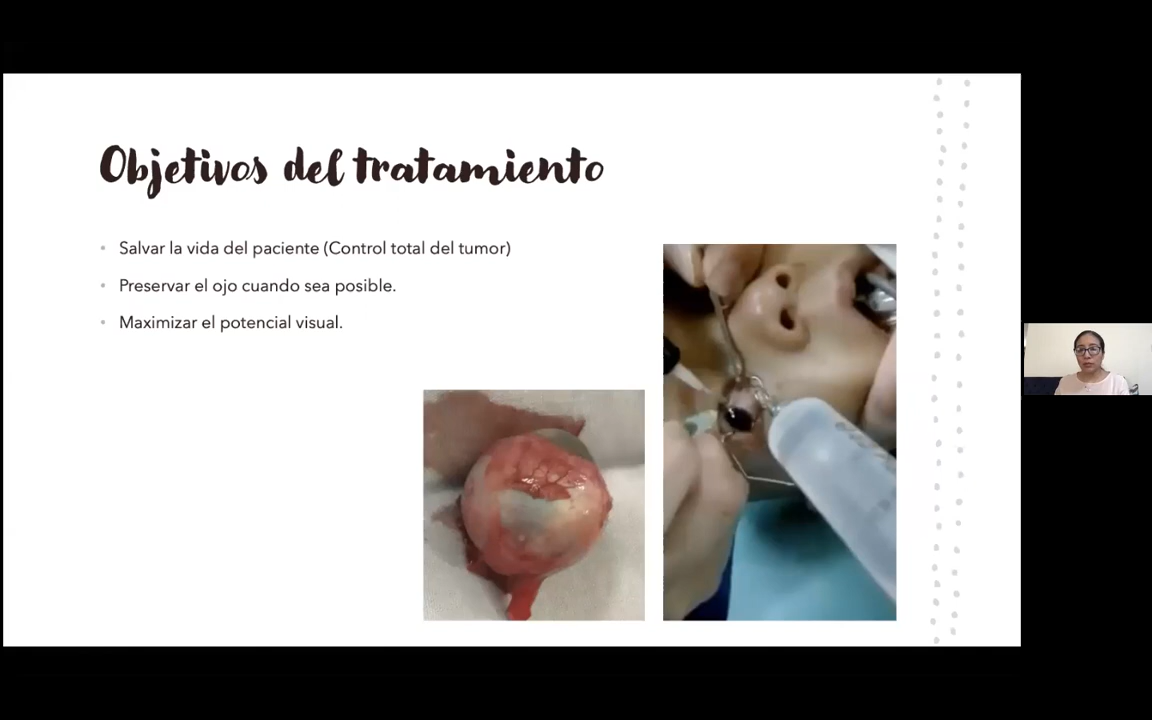 Objetivos del tratamiento
• Salvar la vida del paciente (Control total del tumor)
• Preservar el ojo cuando sea posible.
• Maximizar el potencial visual.